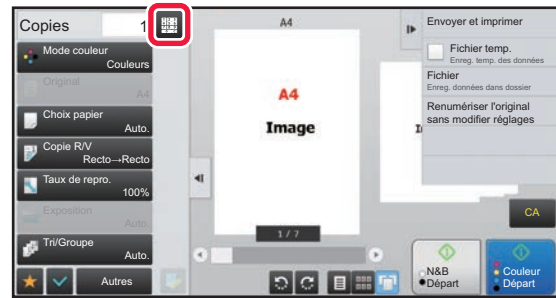 Copies
1
Mode couleur
Couleurs
Original
A4
Choix papier
Auto.
Copie R/V
Recto→Recto
Taux de repro.
100%
Exposition
Auto.
Tri/Groupe
Auto.
Autres
A4
A4
Image
1 / 7
Envoyer et imprimer
Fichier temp.
Enreg. temp. des données
Fichier
Enreg. données dans dossier
Renumériser l'original
sans modifier réglages
CA
N&B
Départ
Couleur
Départ